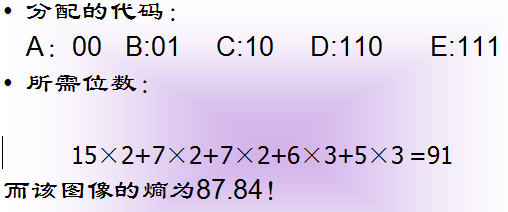 • 分配的代码：
A：00 B:01 C:10 D:110 E:111
• 所需位数：
15×2+7×2+7×2+6×3+5×3=91
而该图像的熵为87.84！